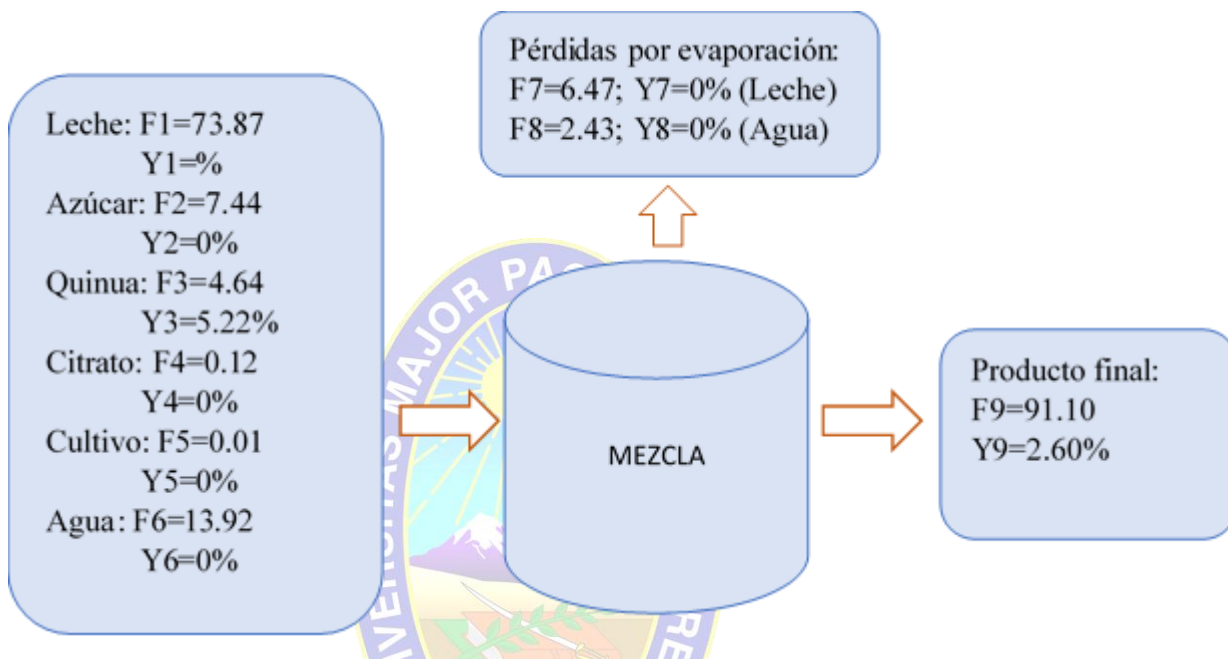 Leche: F1=73.87
Y1=%
Azúcar: F2=7.44
Y2=0%
Quinua: F3=4.64
Y3=5.22%
Citrato: F4=0.12
Y4=0%
Cultivo: F5=0.01
Y5=0%
Agua: F6=13.92
Y6=0%
Pérdidas por evaporación:
F7=6.47; Y7=0% (Leche)
F8=2.43; Y8=0% (Agua)
MEZCLA
Producto final:
F9=91.10
Y9=2.60%
MAJOR